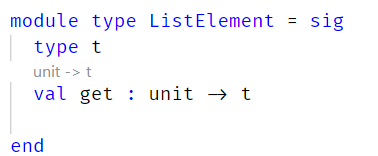 module type ListElement = sig
type t
unit -> t
val get : unit → t
end